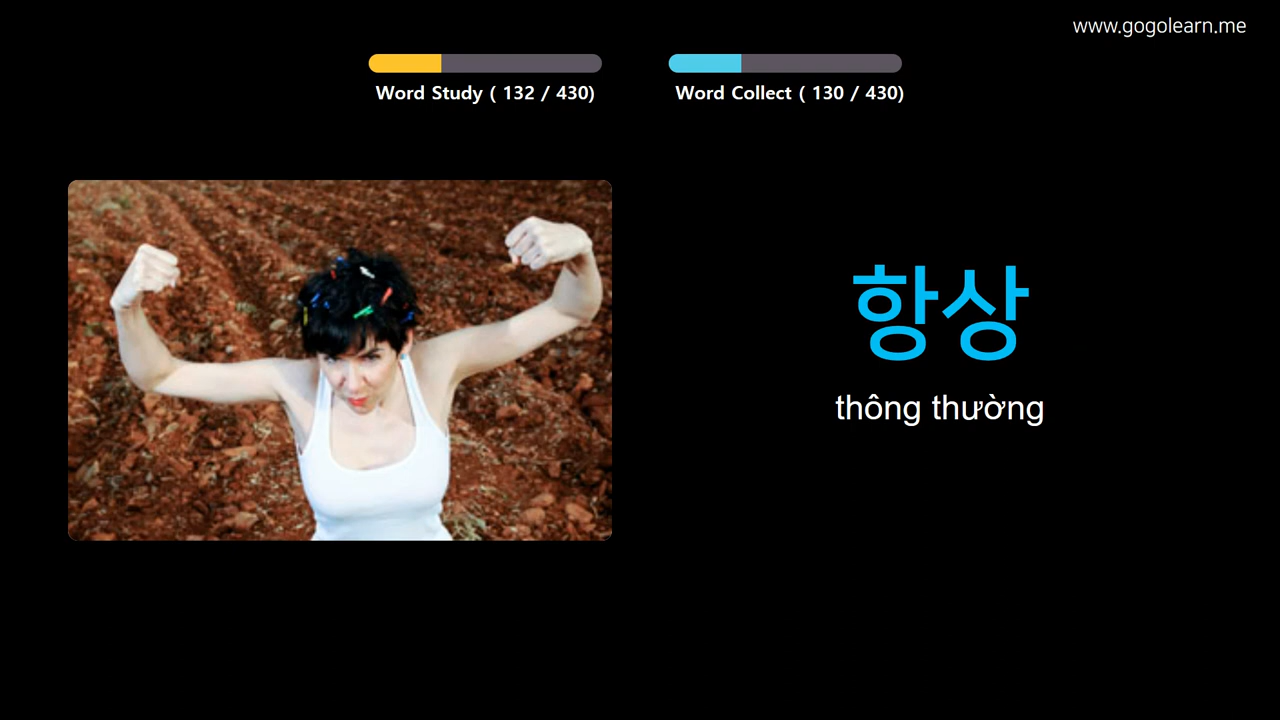 www.gogolearn.me
Word Study ( 132 / 430)
Word Collect ( 130 / 430)
항상
thông thường